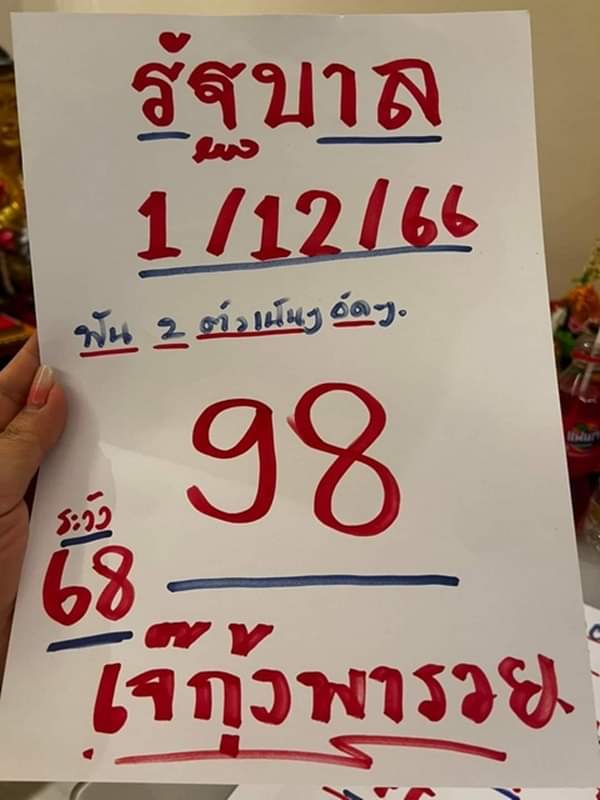 รัฐบาล
1/12/66
ฟัน 2 ตัวเน้นๆ อัดๆ.
98
ระวัง
68
เจ๊กุ้งพารวย